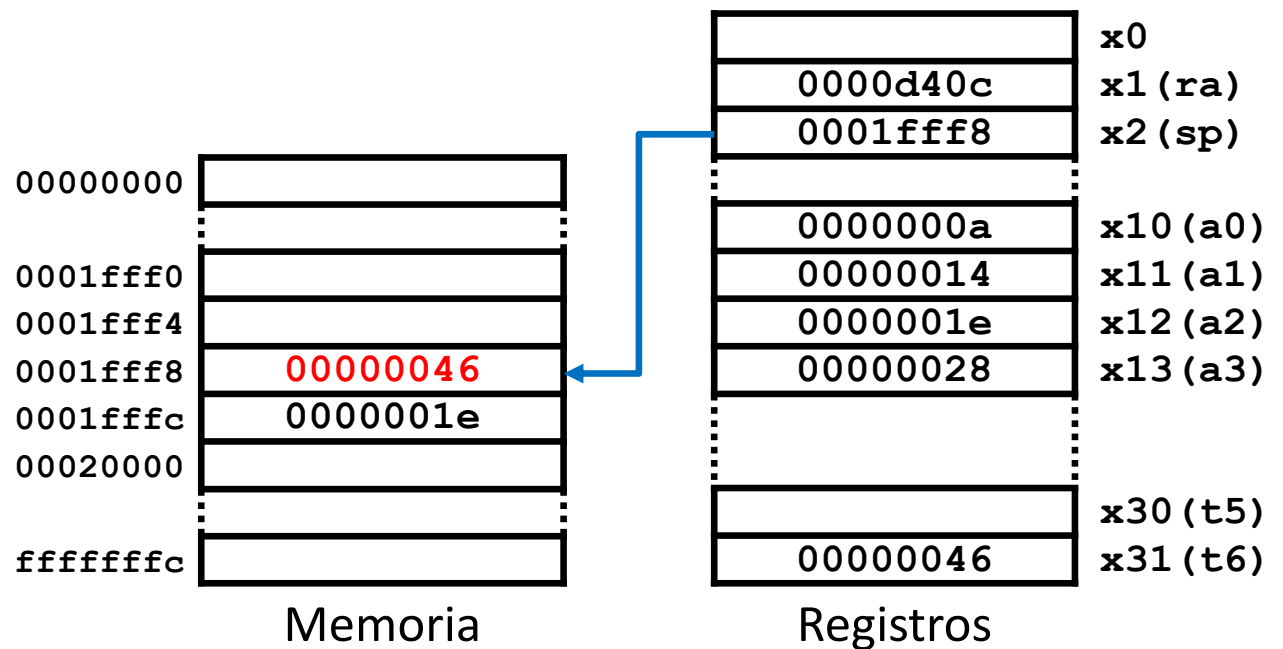 x0
0000d40c x1(ra)
0001fff8 x2(sp)
00000000
0000000a x10(a0)
0001fff0 00000014 x11(a1)
0001fff4 0000001e x12(a2)
0001fff8 00000046 00000028 x13(a3)
0001fffc 0000001e
00020000
x30(t5)
fffffffc 00000046 x31(t6)
Memoria Registros